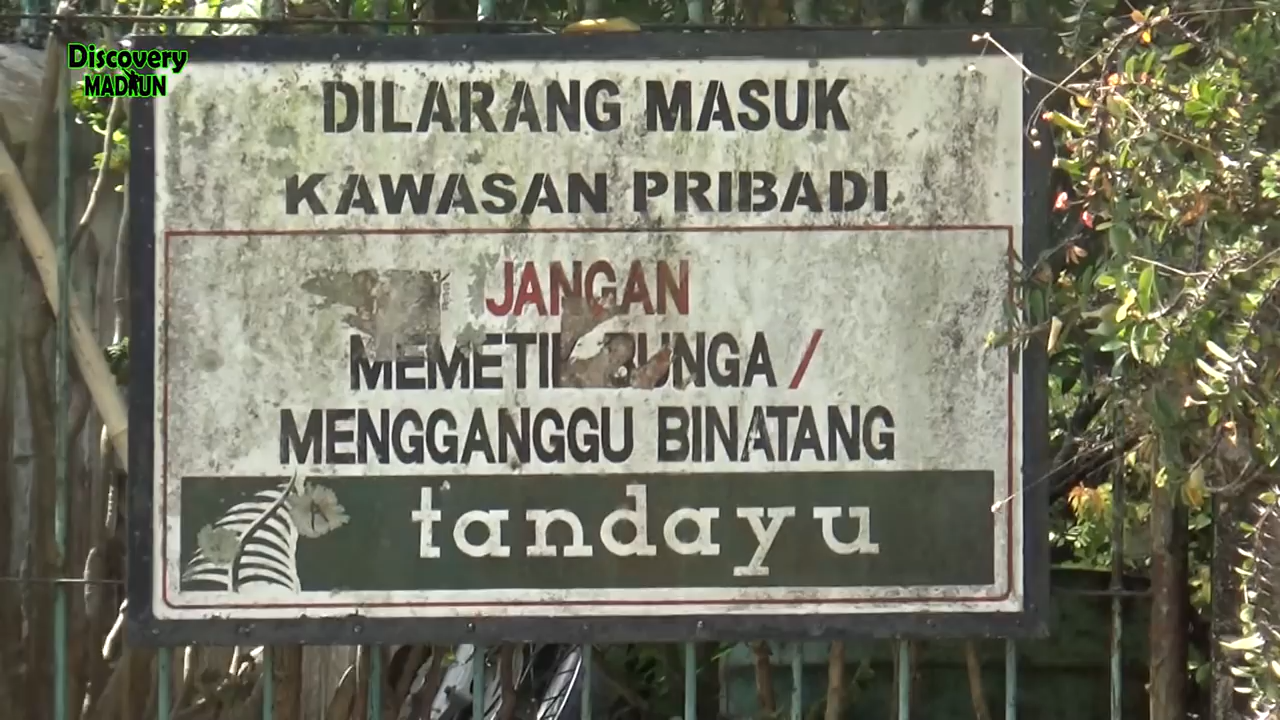 Discovery
MADIUN
DILARANG MASUK
KAWASAN PRIBADI
JANGAN
MEMETIK BUNGA /
MENGGANGGU BINATANG
tandayu